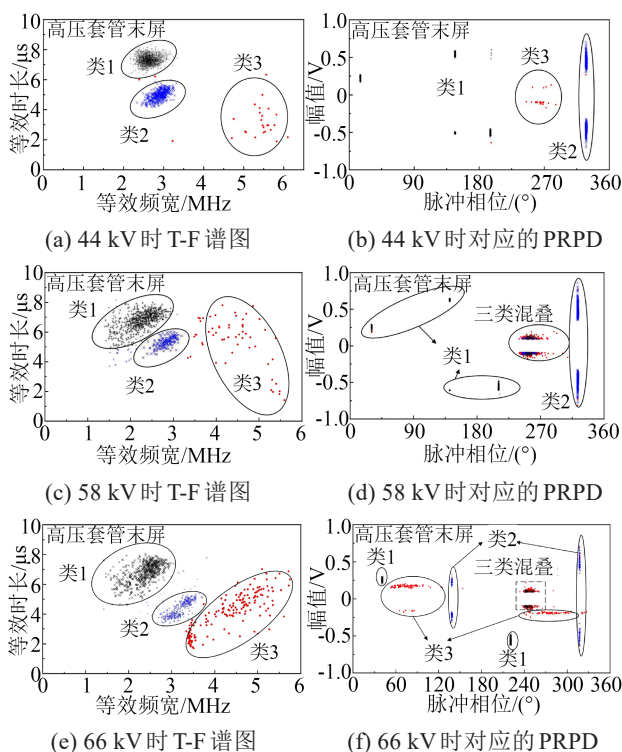 高压套管末屏
类1
类2
类3
10
8
6
4
2
0
0 1 2 3 4 5 6
等效时长/μs
等效频宽/MHz
(a) 44 kV时T-F谱图
高压套管末屏
类3
类1
类2
1.0
0.5
0
-0.5
-1.0
0 90 180 270 360
幅值/V
脉冲相位/(°)
(b) 44 kV时对应的PRPD
高压套管末屏
类1
类2
类3
10
8
6
4
2
0
0 1 2 3 4 5 6
等效时长/μs
等效频宽/MHz
(c) 58 kV时T-F谱图
高压套管末屏
三类混叠
类1
类2
1.0
0.5
0
-0.5
-1.0
0 90 180 270 360
幅值/V
脉冲相位/(°)
(d) 58 kV时对应的PRPD
高压套管末屏
类1
类2
类3
10
8
6
4
2
0
0 1 2 3 4 5 6
等效时长/μs
等效频宽/MHz
(e) 66 kV时T-F谱图
高压套管末屏
类2
类1
三类混叠
类3
类1
1.0
0.5
0
-0.5
-1.0
0 60 120 180 240 300 360
幅值/V
脉冲相位/(°)
(f) 66 kV时对应的PRPD